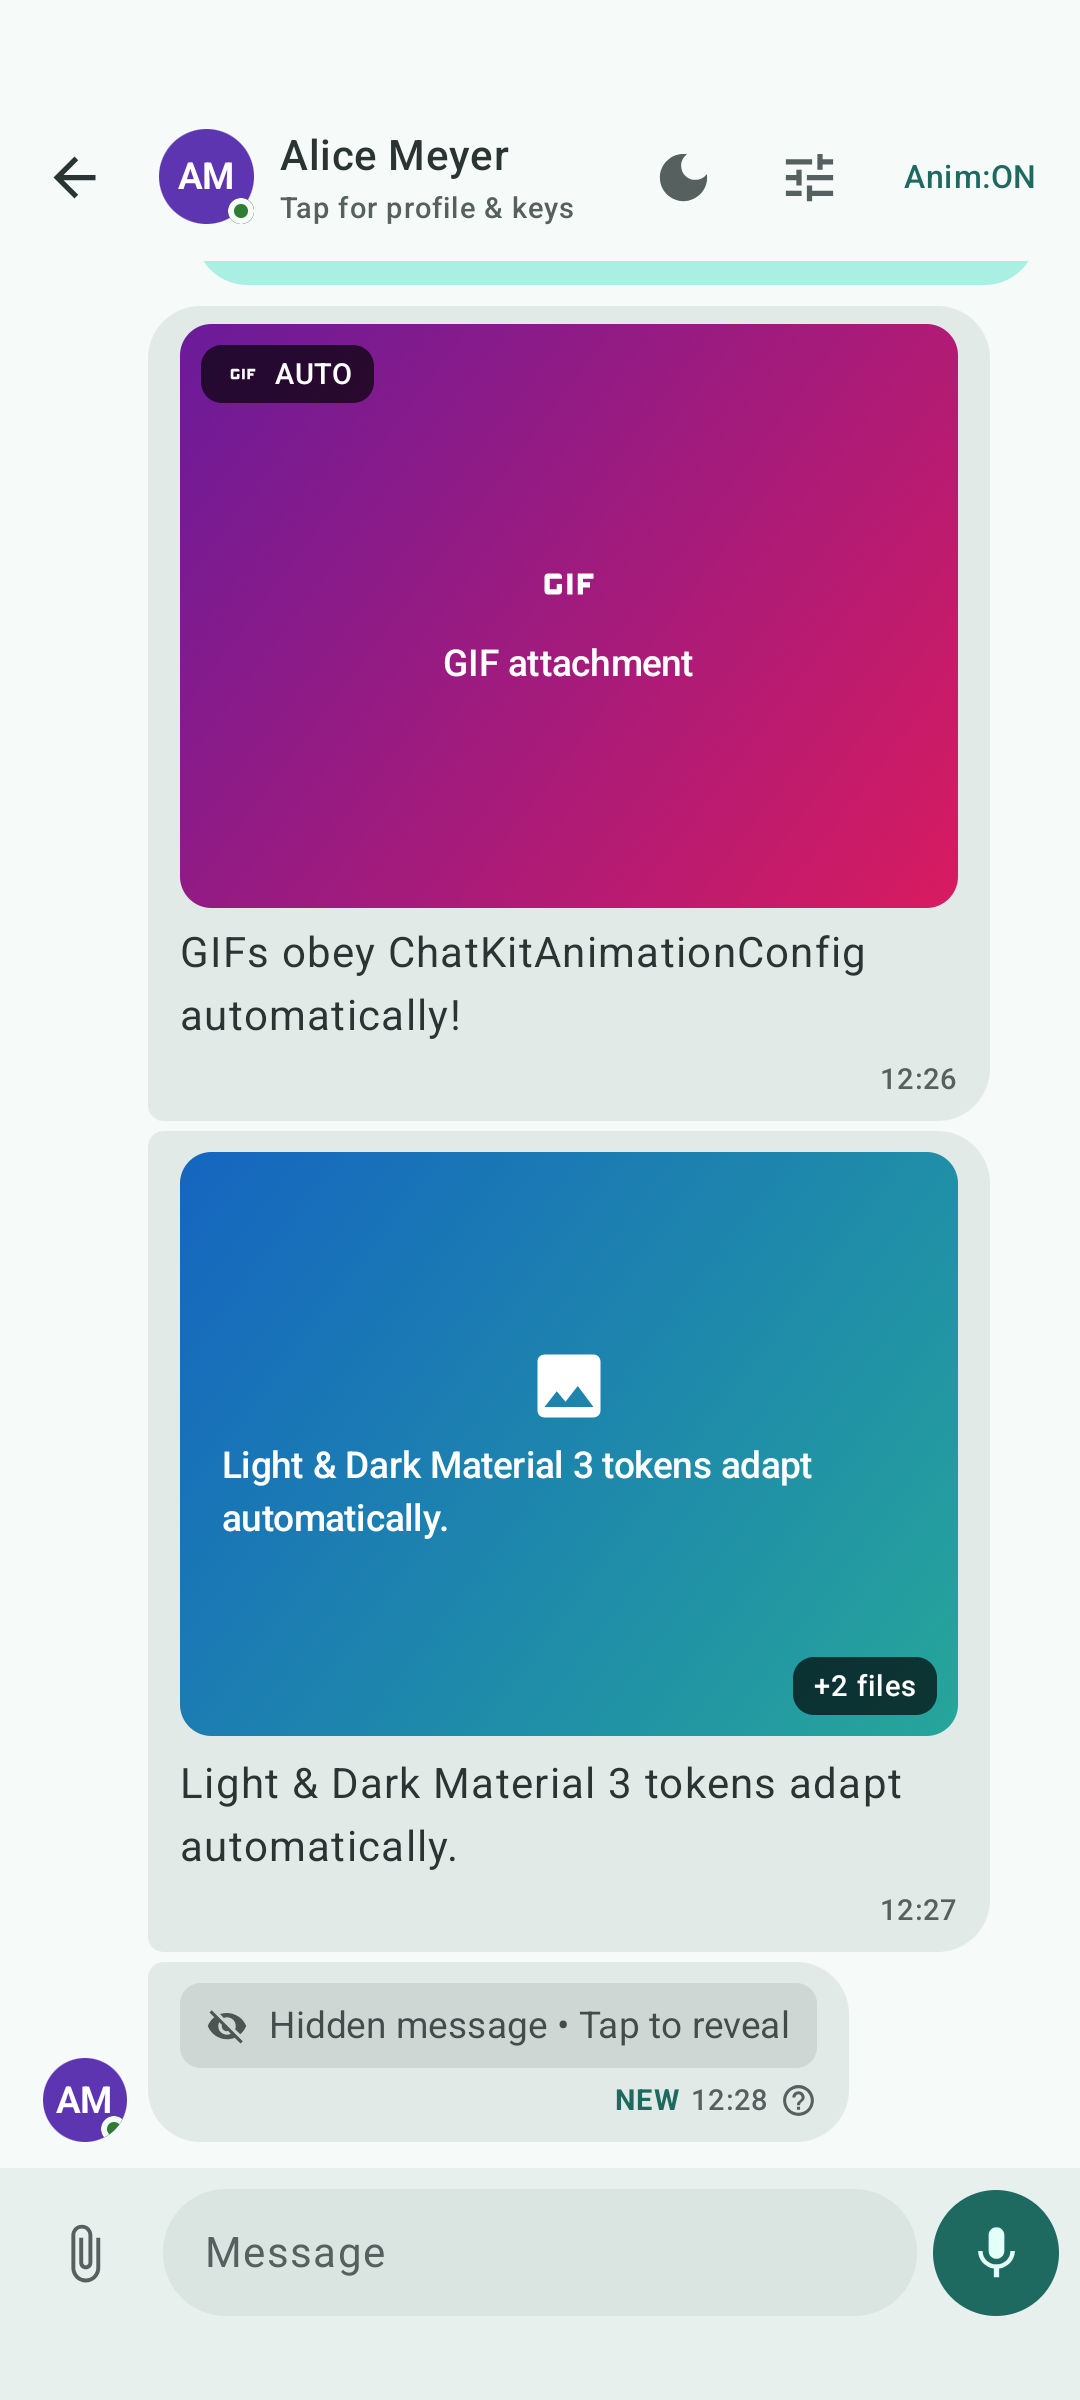 AM
Alice Meyer
Tap for profile & keys
Anim:ON
GIF AUTO
GIF
GIF attachment
GIFs obey ChatKitAnimationConfig
automatically!
12:26
Light & Dark Material 3 tokens adapt
automatically.
+2 files
Light & Dark Material 3 tokens adapt
automatically.
12:27
Hidden message • Tap to reveal
NEW 12:28
AM
Message